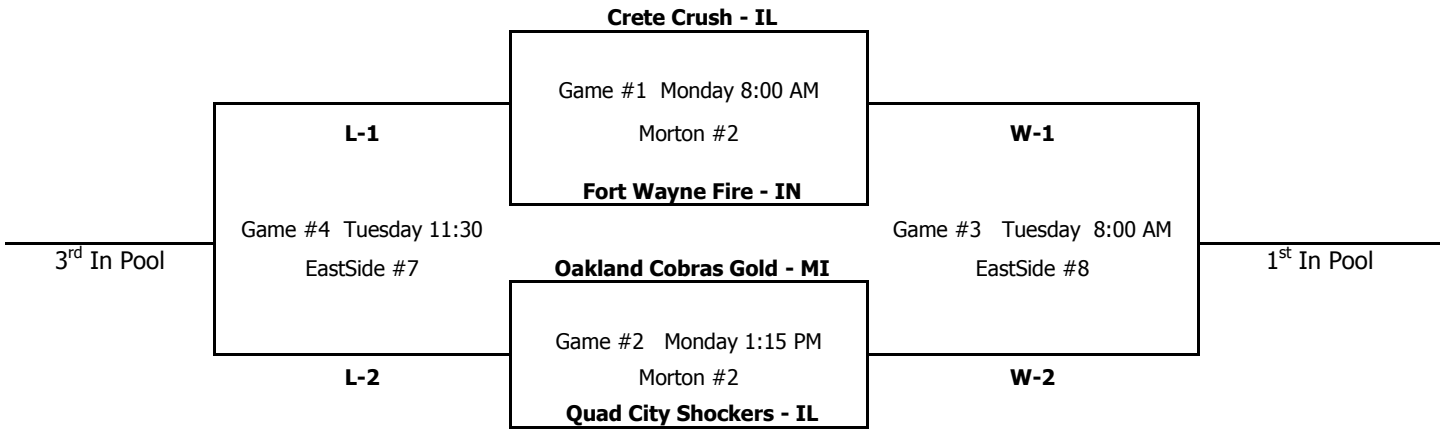 Crete Crush - IL
Game #1 Monday 8:00 AM
L-1
Morton #2
W-1
Fort Wayne Fire - IN
Game #4 Tuesday 11:30
Game #3 Tuesday 8:00 AM
3rd In Pool
EastSide #7
Oakland Cobras Gold - MI
EastSide #8
1st In Pool
Game #2 Monday 1:15 PM
L-2
Morton #2
W-2
Quad City Shockers - IL